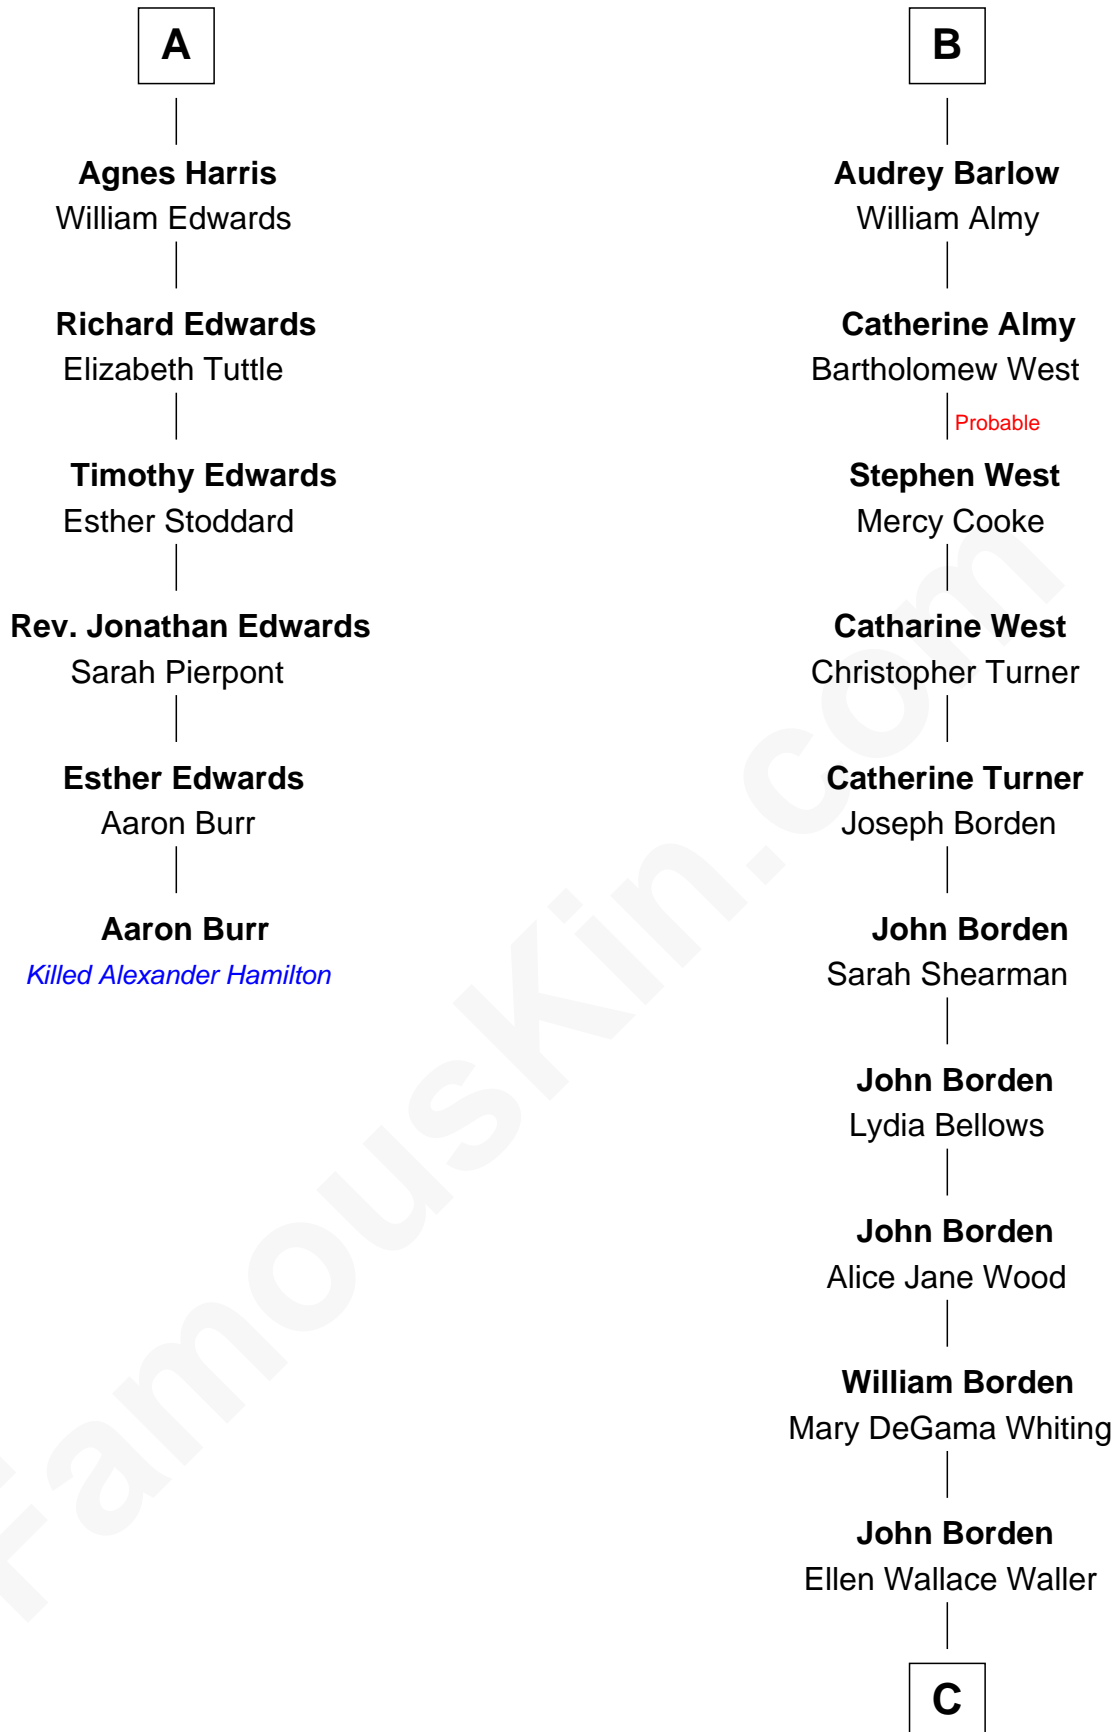 A
Agnes Harris
William Edwards
Richard Edwards
Elizabeth Tuttle
Timothy Edwards
Esther Stoddard
Rev. Jonathan Edwards
Sarah Pierpont
Esther Edwards
Aaron Burr
Aaron Burr
Killed Alexander Hamilton
B
Audrey Barlow
William Almy
Catherine Almy
Bartholomew West
Probable
Stephen West
Mercy Cooke
Catharine West
Christopher Turner
Catherine Turner
Joseph Borden
John Borden
Sarah Shearman
John Borden
Lydia Bellows
John Borden
Alice Jane Wood
William Borden
Mary DeGama Whiting
John Borden
Ellen Wallace Waller
C
FamousKin.com